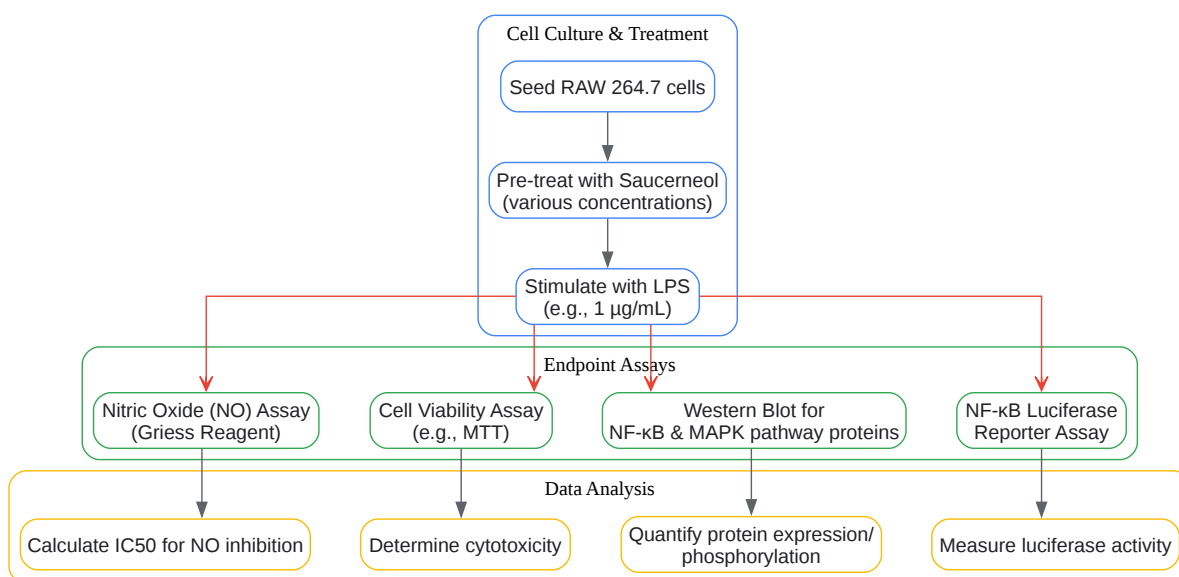 Cell Culture & Treatment
Seed RAW 264.7 cells
Pre-treat with Saucerneol
(various concentrations)
Stimulate with LPS
(e.g., 1 µg/mL)
Endpoint Assays
Nitric Oxide (NO) Assay
(Griess Reagent)
Cell Viability Assay
(e.g., MTT)
Western Blot for
NF-κB & MAPK pathway proteins
NF-κB Luciferase
Reporter Assay
Data Analysis
Calculate IC50 for NO inhibition
Determine cytotoxicity
Quantify protein expression/
phosphorylation
Measure luciferase activity